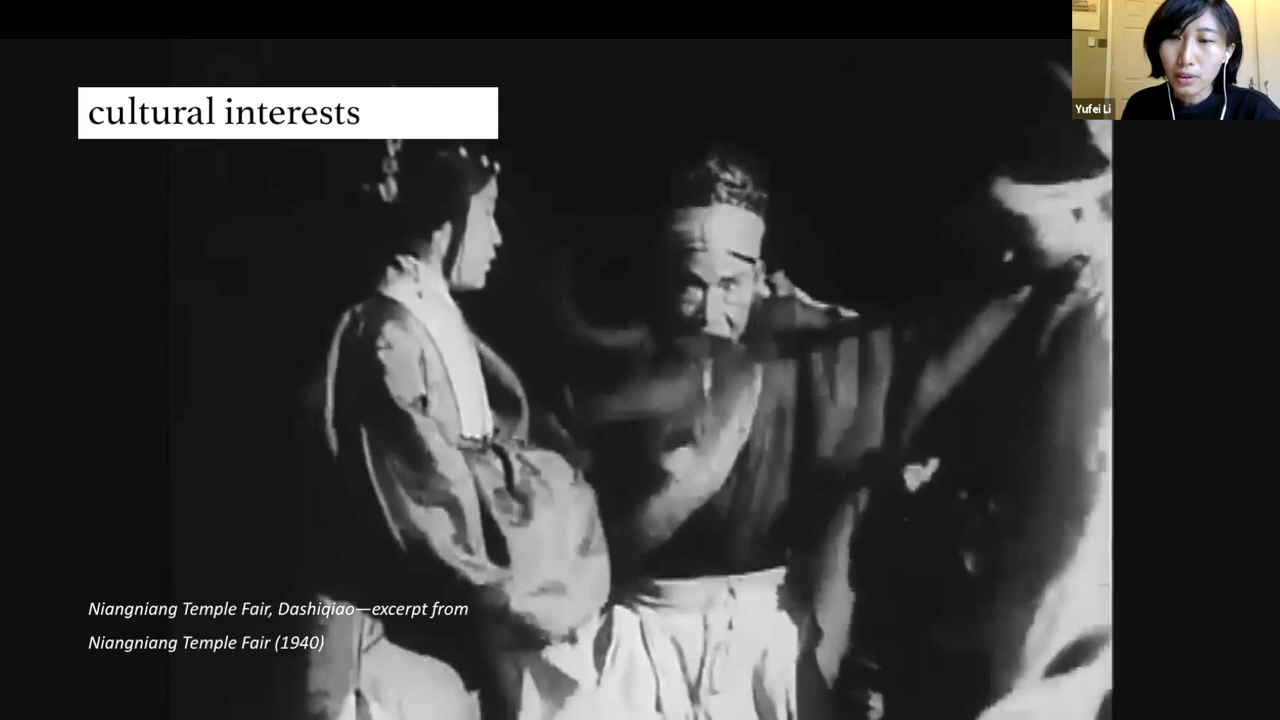 cultural interests
Yufei Li
Niangniang Temple Fair, Dashiqiao—excerpt from
Niangniang Temple Fair (1940)